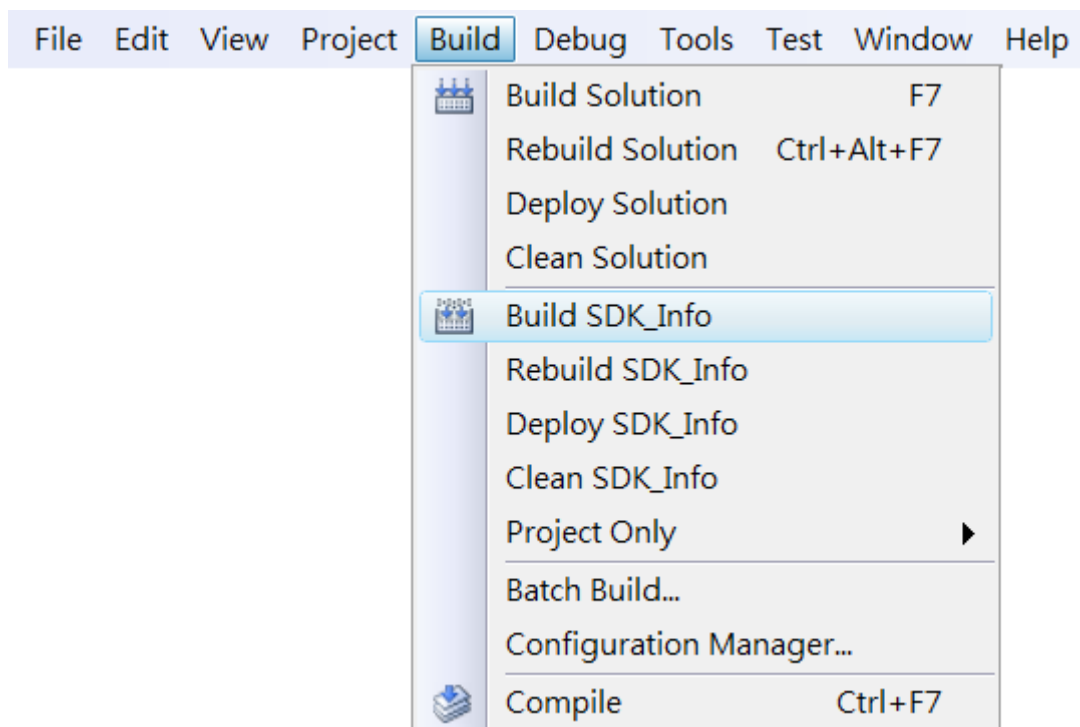 File Edit View Project Build Debug Tools Test Window Help
Build Solution F7
Rebuild Solution Ctrl+Alt+F7
Deploy Solution
Clean Solution
Build SDK_Info
Rebuild SDK_Info
Deploy SDK_Info
Clean SDK_Info
Project Only
Batch Build...
Configuration Manager...
Compile Ctrl+F7